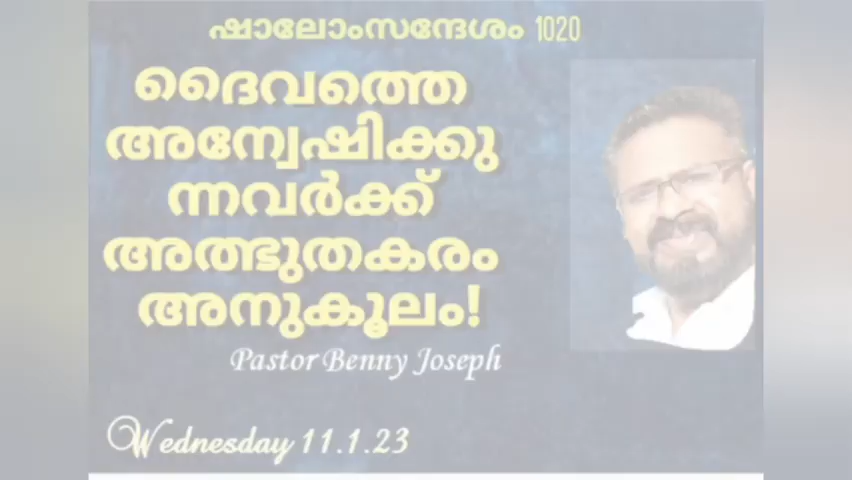 ഷാലോംസന്ദേശം 1020
ദൈവത്തെ
അന്വേഷിക്കു
ന്നവർക്ക്
അത്ഭുതകരം
അനുകൂലം!
Pastor Benny Joseph
Wednesday 11.1.23